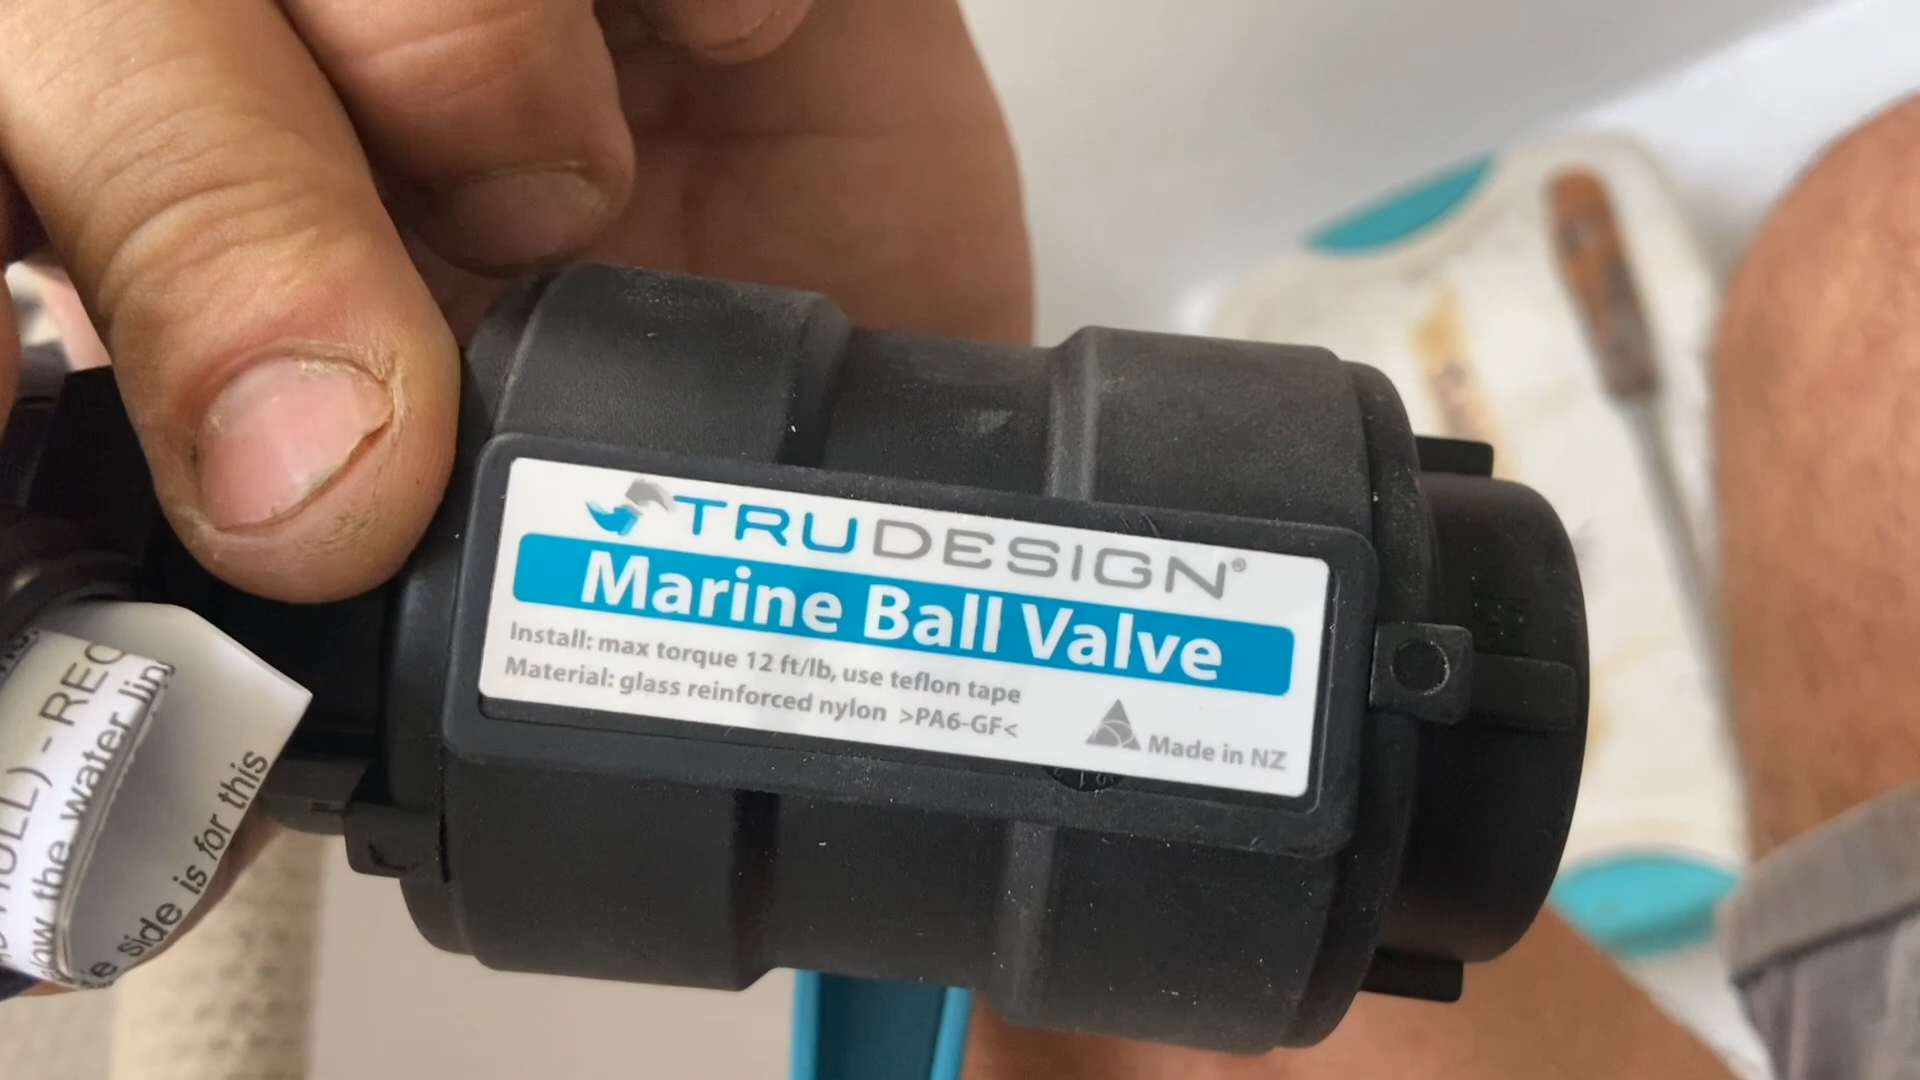 TRUDESIGN®
Marine Ball Valve
Install: max torque 12 ft/lb, use teflon tape
Material: glass reinforced nylon >PA6-GF<
Made in NZ
- REC
the water lin
side is for this